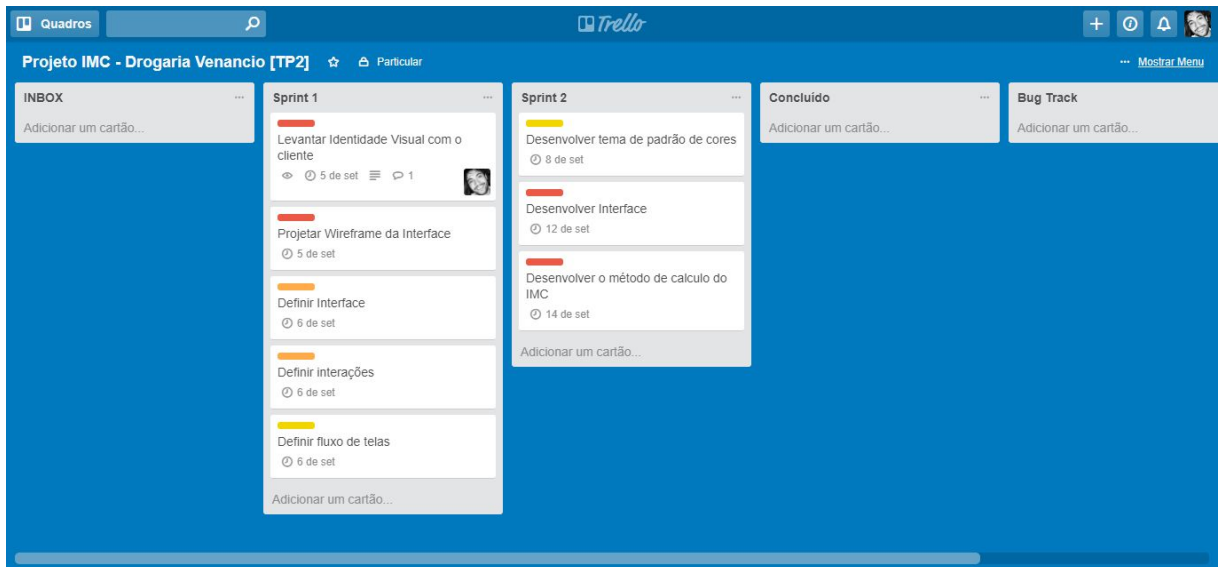 Quadros
Trello
Projeto IMC - Drogaria Venancio [TP2]
Particular
... Mostrar Menu
INBOX
Adicionar um cartão...
Sprint 1
Levantar Identidade Visual com o
cliente
5 de set
1
Projetar Wireframe da Interface
5 de set
Definir Interface
6 de set
Definir interações
6 de set
Definir fluxo de telas
6 de set
Adicionar um cartão...
Sprint 2
Desenvolver tema de padrão de cores
8 de set
Desenvolver Interface
12 de set
Desenvolver o método de calculo do
IMC
14 de set
Adicionar um cartão...
Concluído
Adicionar um cartão...
Bug Track
Adicionar um cartão...